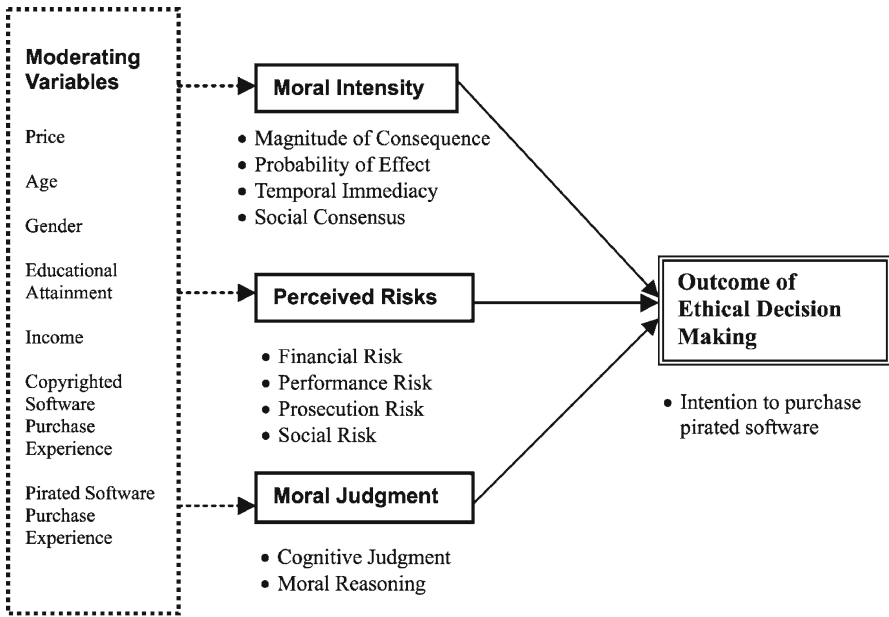 Moderating
Variables
Price
Age
Gender
Educational
Attainment
Income
Copyrighted
Software
Purchase
Experience
Pirated Software
Purchase
Experience
Moral Intensity
• Magnitude of Consequence
• Probability of Effect
• Temporal Immediacy
• Social Consensus
Perceived Risks
• Financial Risk
• Performance Risk
• Prosecution Risk
• Social Risk
Moral Judgment
• Cognitive Judgment
• Moral Reasoning
Outcome of
Ethical Decision
Making
• Intention to purchase
pirated software